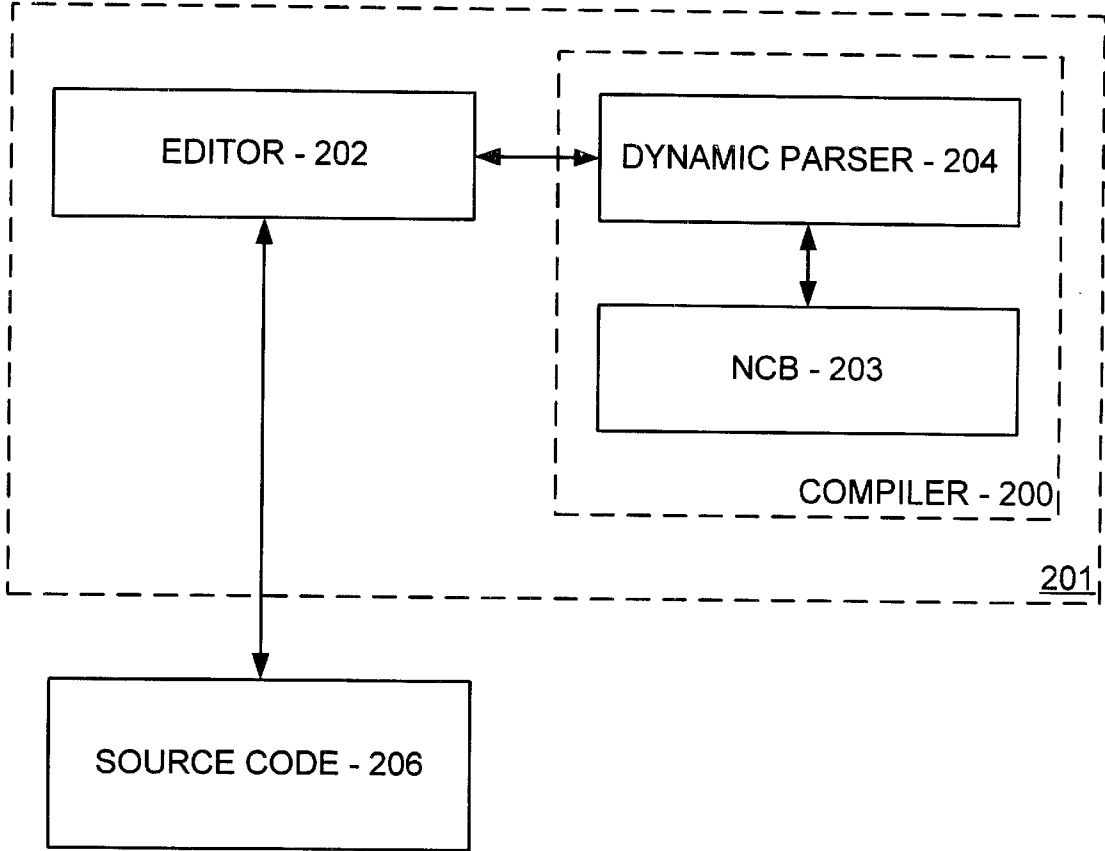 EDITOR - 202
DYNAMIC PARSER - 204
NCB - 203
COMPILER - 200
201
SOURCE CODE - 206